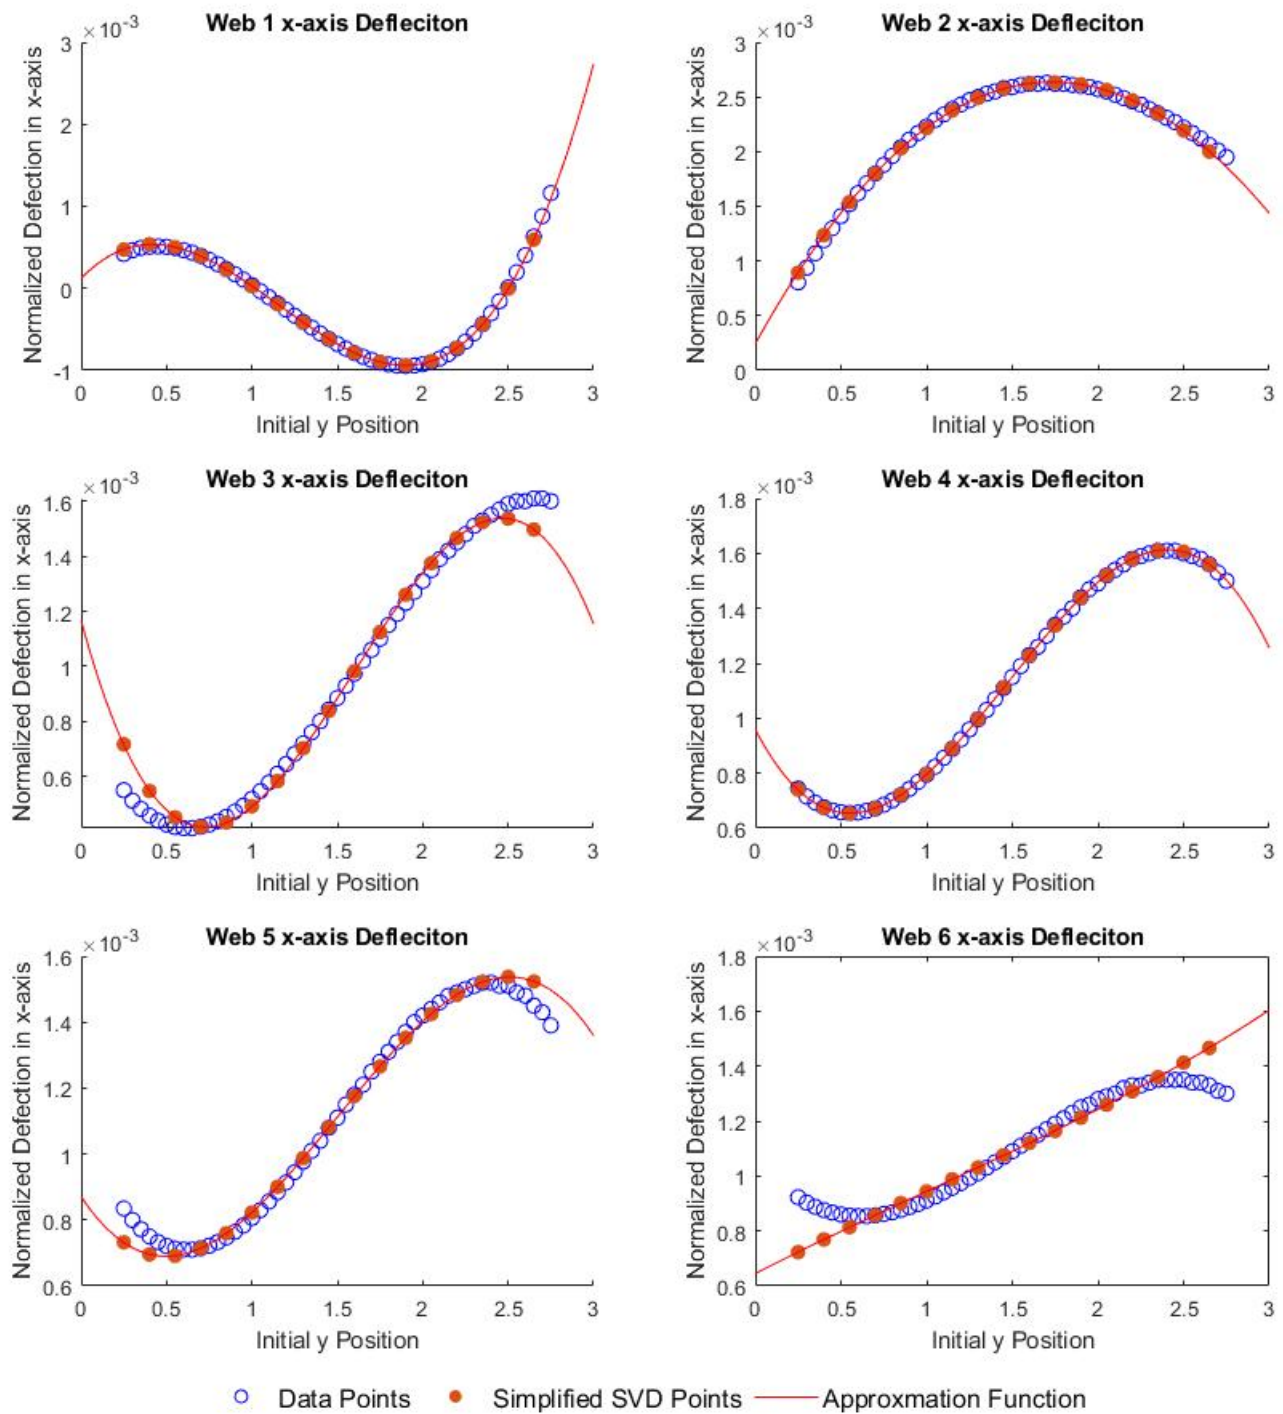 Web 1 x-axis Defleciton
×10-3
Normalized Defection in x-axis
3
2
1
0
-1
0 0.5 1 1.5 2 2.5 3
Initial y Position
Web 2 x-axis Defleciton
×10-3
Normalized Defection in x-axis
3
2.5
2
1.5
1
0.5
0
0 0.5 1 1.5 2 2.5 3
Initial y Position
Web 3 x-axis Defleciton
×10-3
Normalized Defection in x-axis
1.6
1.4
1.2
1
0.8
0.6
0 0.5 1 1.5 2 2.5 3
Initial y Position
Web 4 x-axis Defleciton
×10-3
Normalized Defection in x-axis
1.8
1.6
1.4
1.2
1
0.8
0.6
0 0.5 1 1.5 2 2.5 3
Initial y Position
Web 5 x-axis Defleciton
×10-3
Normalized Defection in x-axis
1.6
1.4
1.2
1
0.8
0.6
0 0.5 1 1.5 2 2.5 3
Initial y Position
Web 6 x-axis Defleciton
×10-3
Normalized Defection in x-axis
1.8
1.6
1.4
1.2
1
0.8
0.6
0 0.5 1 1.5 2 2.5 3
Initial y Position
Data Points Simplified SVD Points Approxmation Function